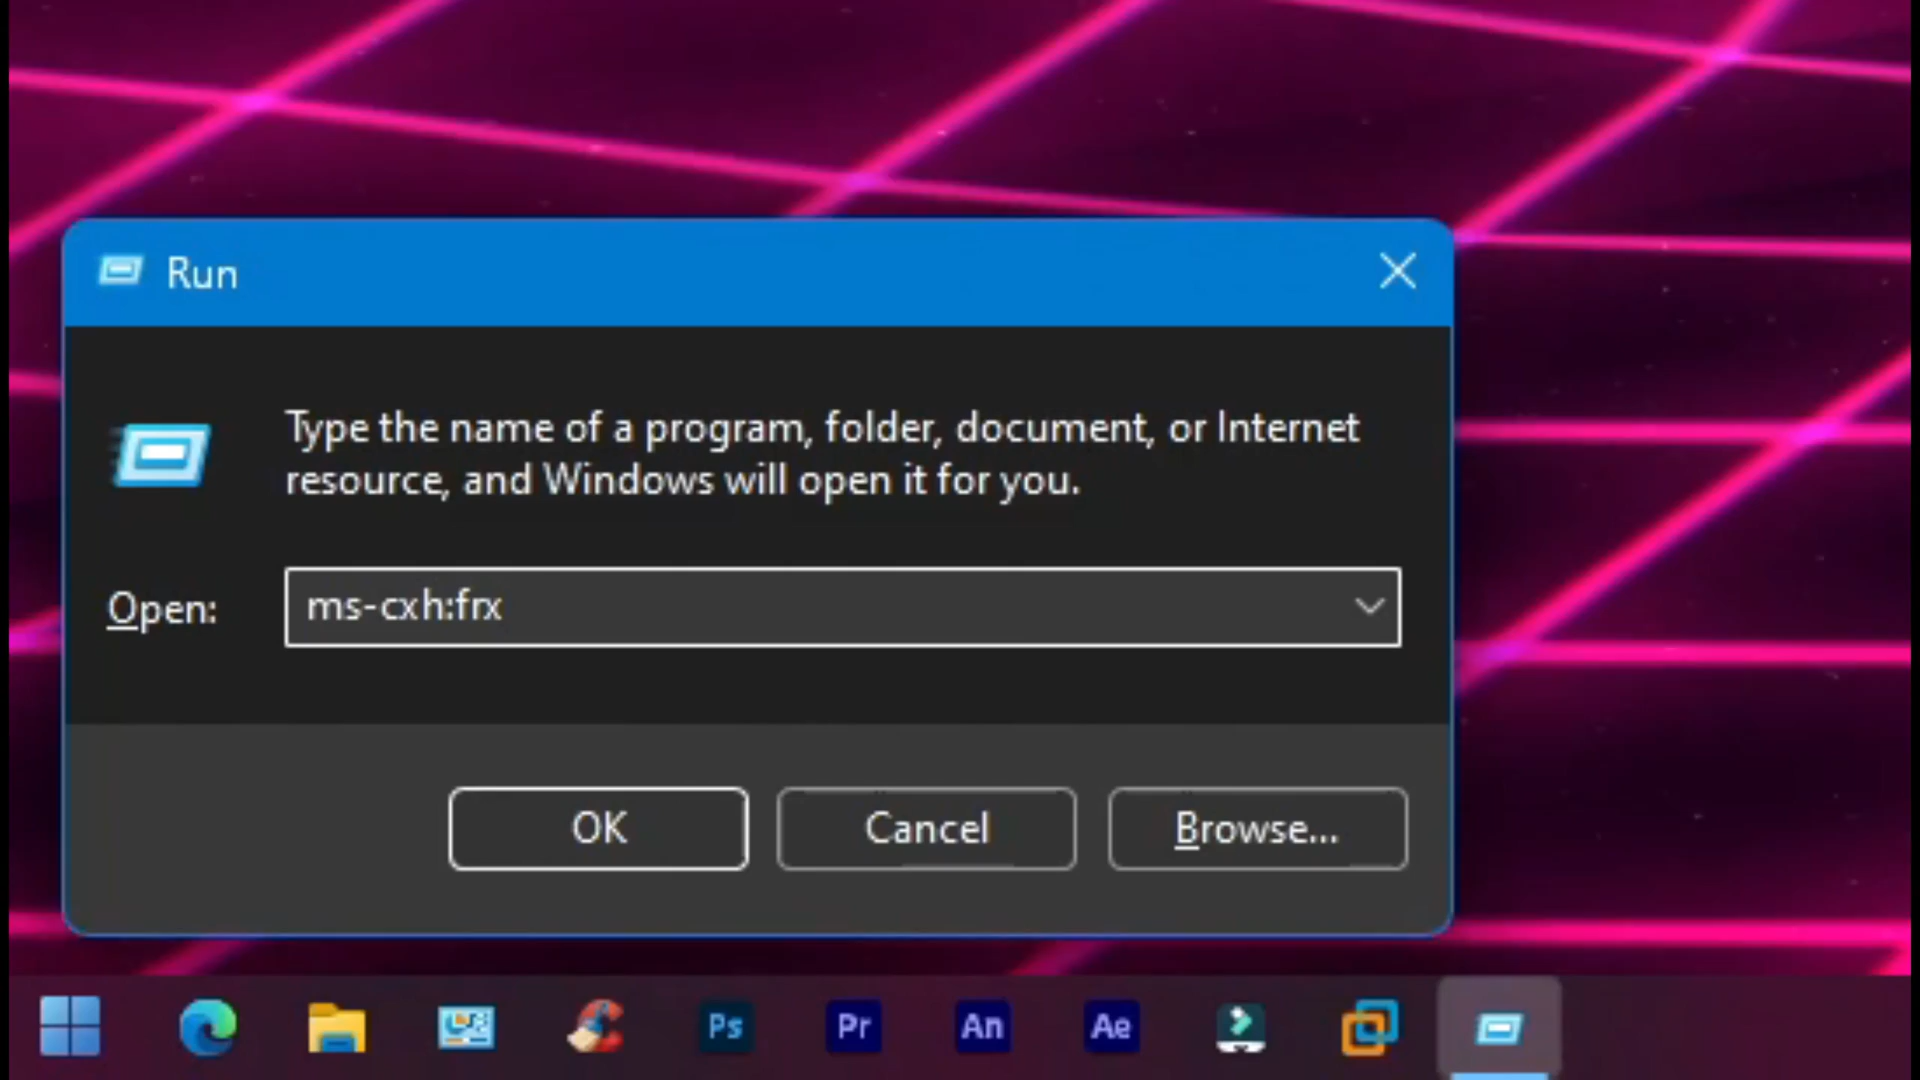 Run
Type the name of a program, folder, document, or Internet
resource, and Windows will open it for you.
Open:
ms-cxh:frx
OK
Cancel
Browse...
Ps
Pr
An
Ae